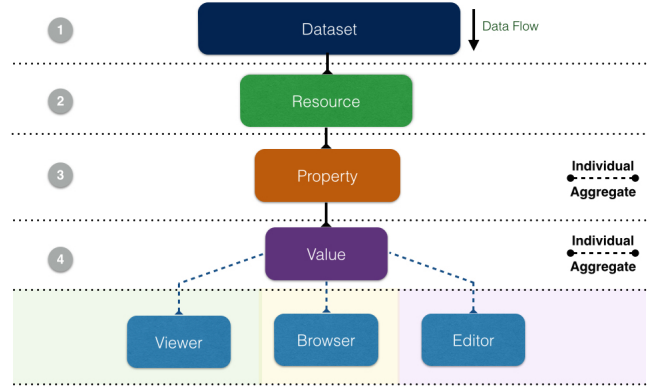 1
Dataset
Data Flow
2
Resource
3
Property
Individual
Aggregate
4
Value
Individual
Aggregate
Viewer
Browser
Editor